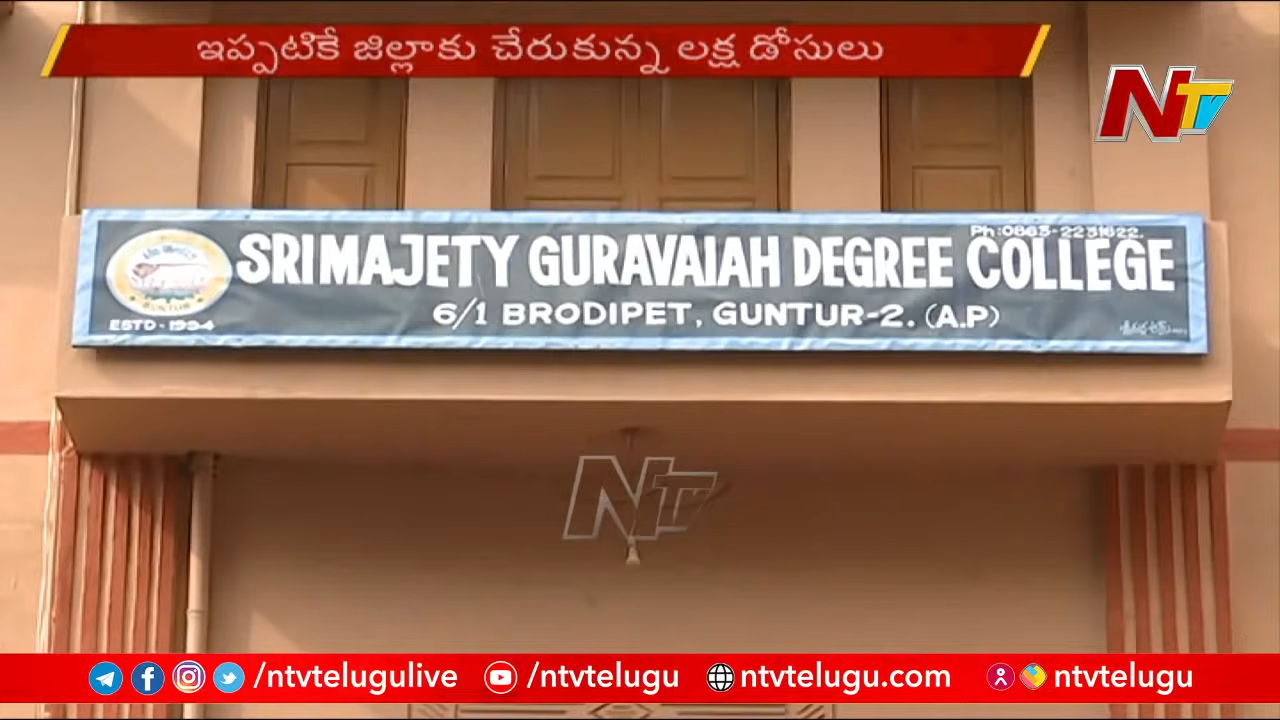 ఇప్పటికే జిల్లాకు చేరుకున్న లక్ష డోసులు
NTV
Ph:0863-2231622.
SRI MAJETY GURAVAIAH DEGREE COLLEGE
6/1 BRODIPET, GUNTUR-2. (A.P)
ESTD-1994
NTV
/ntvtelugulive
/ntvtelugu
ntvtelugu.com
ntvtelugu